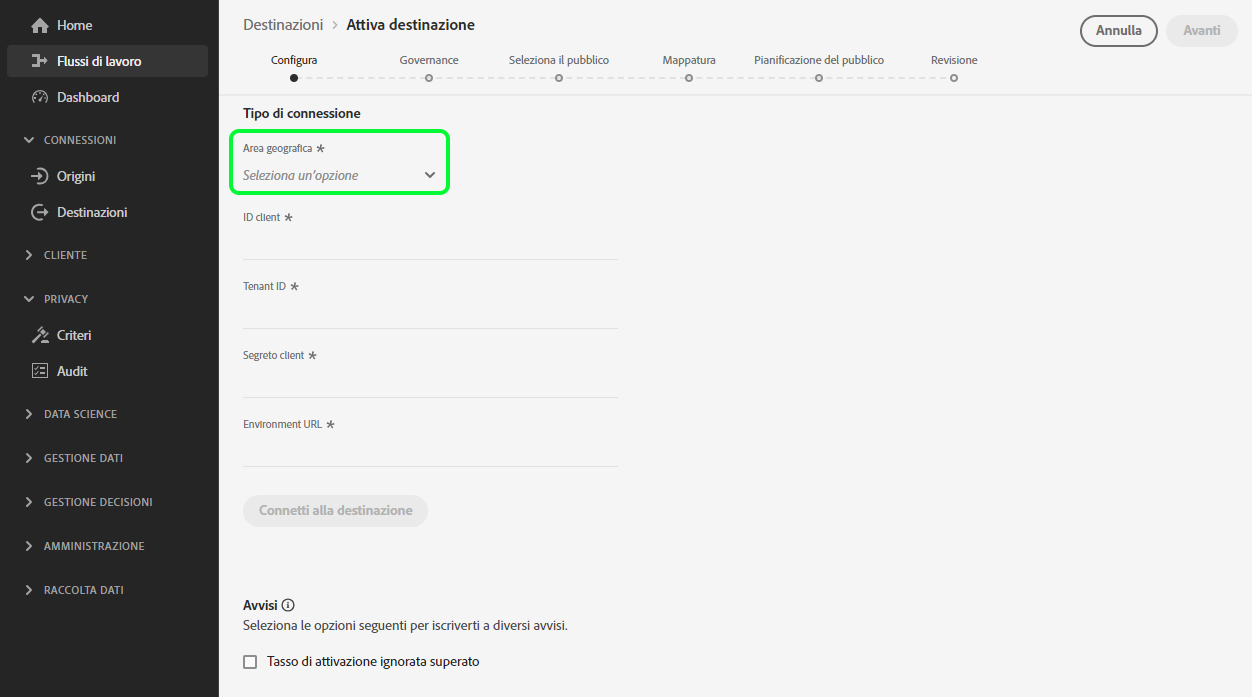 Home
Flussi di lavoro
Dashboard
CONNESSIONI
Origini
Destinazioni
CLIENTE
PRIVACY
Criteri
Audit
DATA SCIENCE
GESTIONE DATI
GESTIONE DECISIONI
AMMINISTRAZIONE
RACCOLTA DATI
Destinazioni > Attiva destinazione
Annulla
Avanti
Configura
Governance
Seleziona il pubblico
Mappatura
Pianificazione del pubblico
Revisione
Tipo di connessione
Area geografica *
Seleziona un'opzione
ID client *
Tenant ID *
Segreto client *
Environment URL *
Connetti alla destinazione
Avvisi
Seleziona le opzioni seguenti per iscriverti a diversi avvisi.
Tasso di attivazione ignorata superato